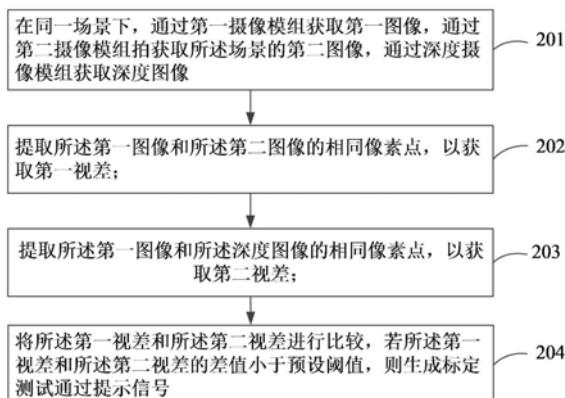 在同一场景下，通过第一摄像模组获取第一图像，通过
第二摄像模组拍获取所述场景的第二图像，通过深度摄
像模组获取深度图像
201
提取所述第一图像和所述第二图像的相同像素点，以获
取第一视差；
202
提取所述第一图像和所述深度图像的相同像素点，以获
取第二视差；
203
将所述第一视差和所述第二视差进行比较，若所述第一
视差和所述第二视差的差值小于预设阈值，则生成标定
测试通过提示信号
204